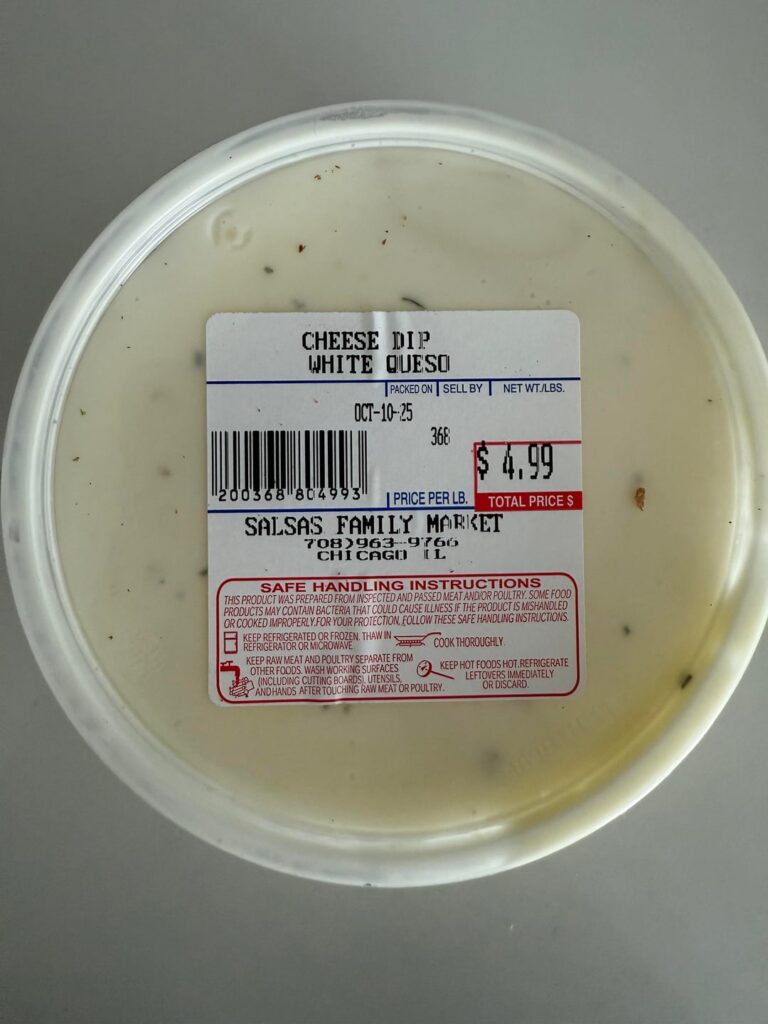 CHEESE DIP
WHITE QUESO
PACKED ON SELL BY NET WT./LBS.
OCT-10-25
368
$ 4.99
200368 804993
PRICE PER LB. TOTAL PRICE $
SALSAS FAMILY MARKET
708)963-9766
CHICAGO IL
SAFE HANDLING INSTRUCTIONS
THIS PRODUCT WAS PREPARED FROM INSPECTED AND PASSED MEAT AND/OR POULTRY. SOME FOOD
PRODUCTS MAY CONTAIN BACTERIA THAT COULD CAUSE ILLNESS IF THE PRODUCT IS MISHANDLED
OR COOKED IMPROPERLY.FOR YOUR PROTECTION, FOLLOW THESE SAFE HANDLING INSTRUCTIONS.
KEEP REFRIGERATED OR FROZEN. THAW IN
REFRIGERATOR OR MICROWAVE.
COOK THOROUGHLY.
KEEP RAW MEAT AND POULTRY SEPARATE FROM
OTHER FOODS. WASH WORKING SURFACES
(INCLUDING CUTTING BOARDS), UTENSILS,
AND HANDS AFTER TOUCHING RAW MEAT OR POULTRY.
KEEP HOT FOODS HOT. REFRIGERATE
LEFTOVERS IMMEDIATELY
OR DISCARD.